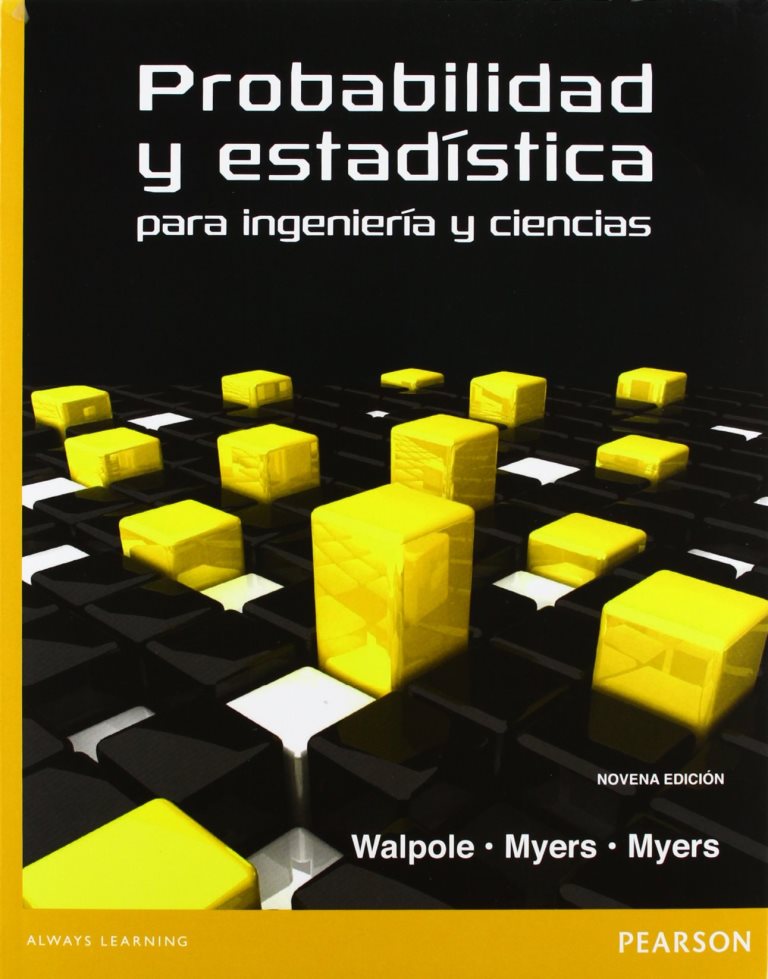 Probabilidad
y estadística
para ingeniería y ciencias
NOVENA EDICIÓN
Walpole • Myers • Myers
ALWAYS LEARNING
PEARSON